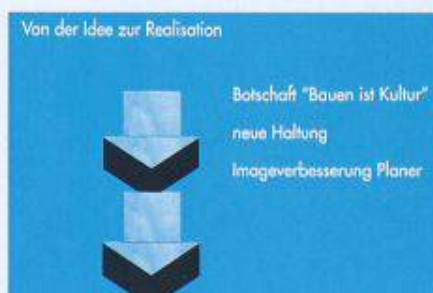 Von der Idee zur Realisation
Botschaft "Bauen ist Kultur"
neue Haltung
Imageverbesserung Planer